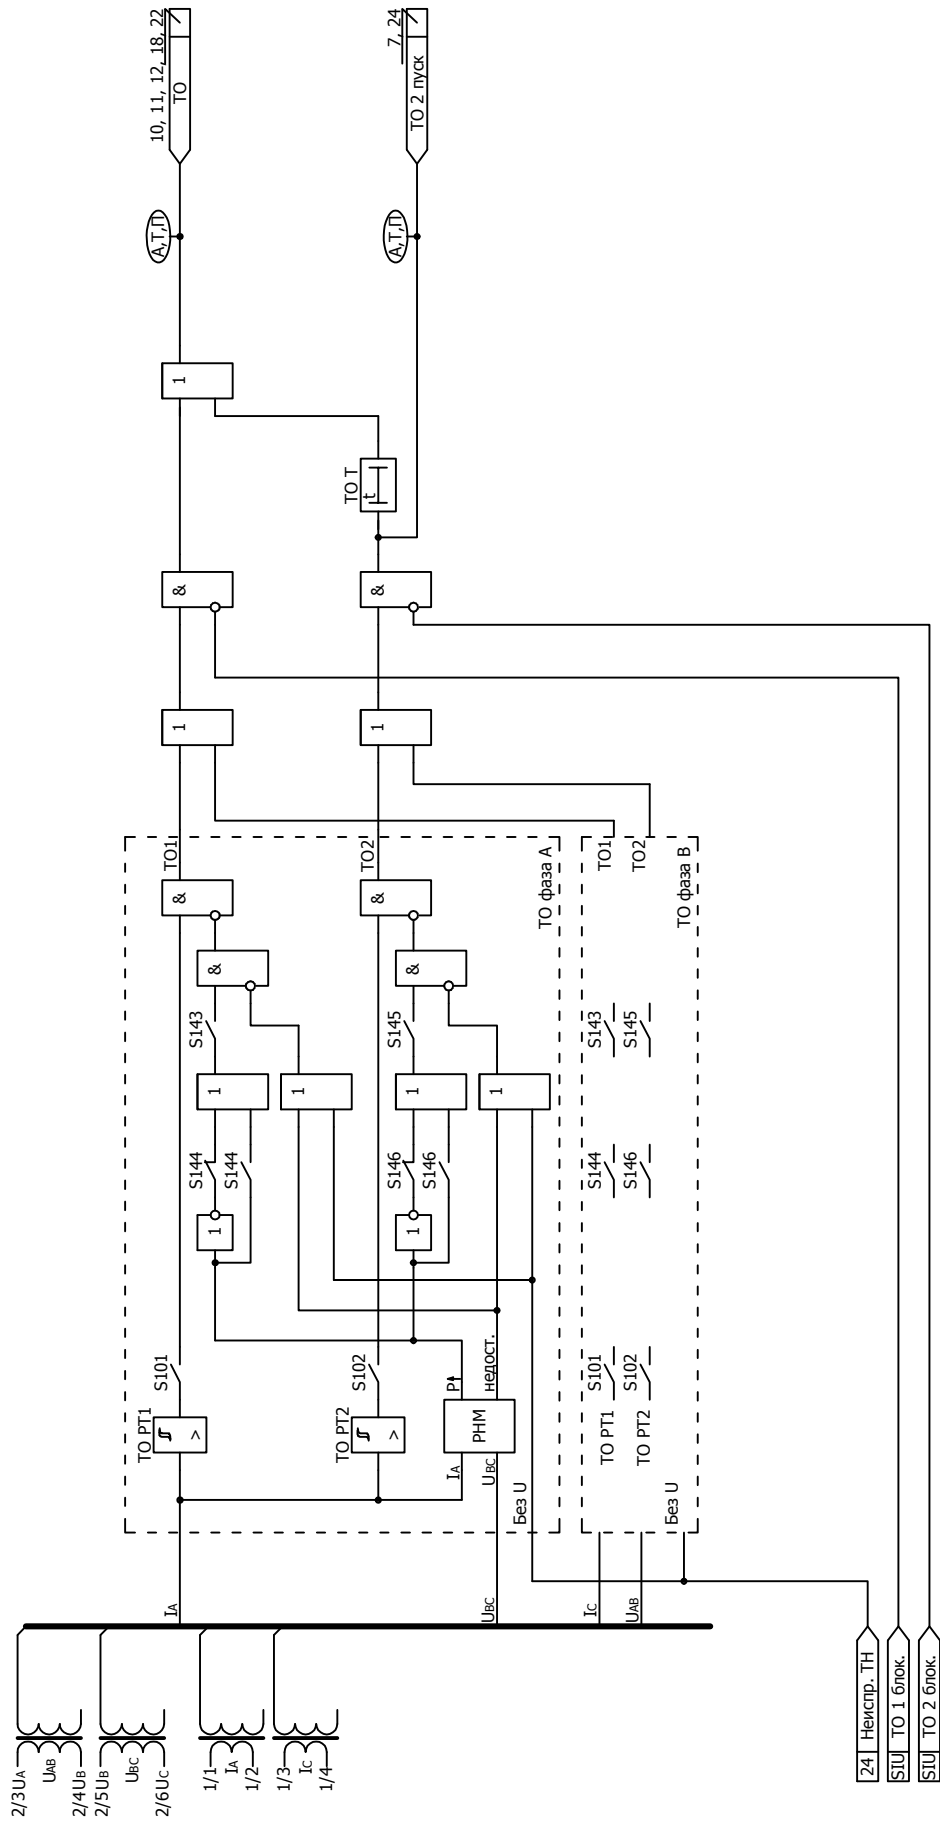 2/3UA
UAB
2/4UB
2/5UB
UBC
2/6UC
1/1
IA
1/2
1/3
IC
1/4
24 Неиспр. ТН
SIU ТО 1 блок.
SIU ТО 2 блок.
IA
UBC
IC
UAB
ТО РТ1
>
S101
ТО РТ2
>
S102
IA
UBC
РНМ
P
недост.
Без U
1
S144
S144
1
S143
&
1
&
ТО1
1
S146
S146
1
S145
&
1
&
ТО2
ТО фаза А
Без U
ТО РТ1
S101
ТО РТ2
S102
S144
S146
S143
S145
ТО1
ТО2
ТО фаза В
1
&
1
&
ТО Т
t
1
А,Т,П
А,Т,П
ТО
10, 11, 12, 18, 22
ТО 2 пуск
7, 24